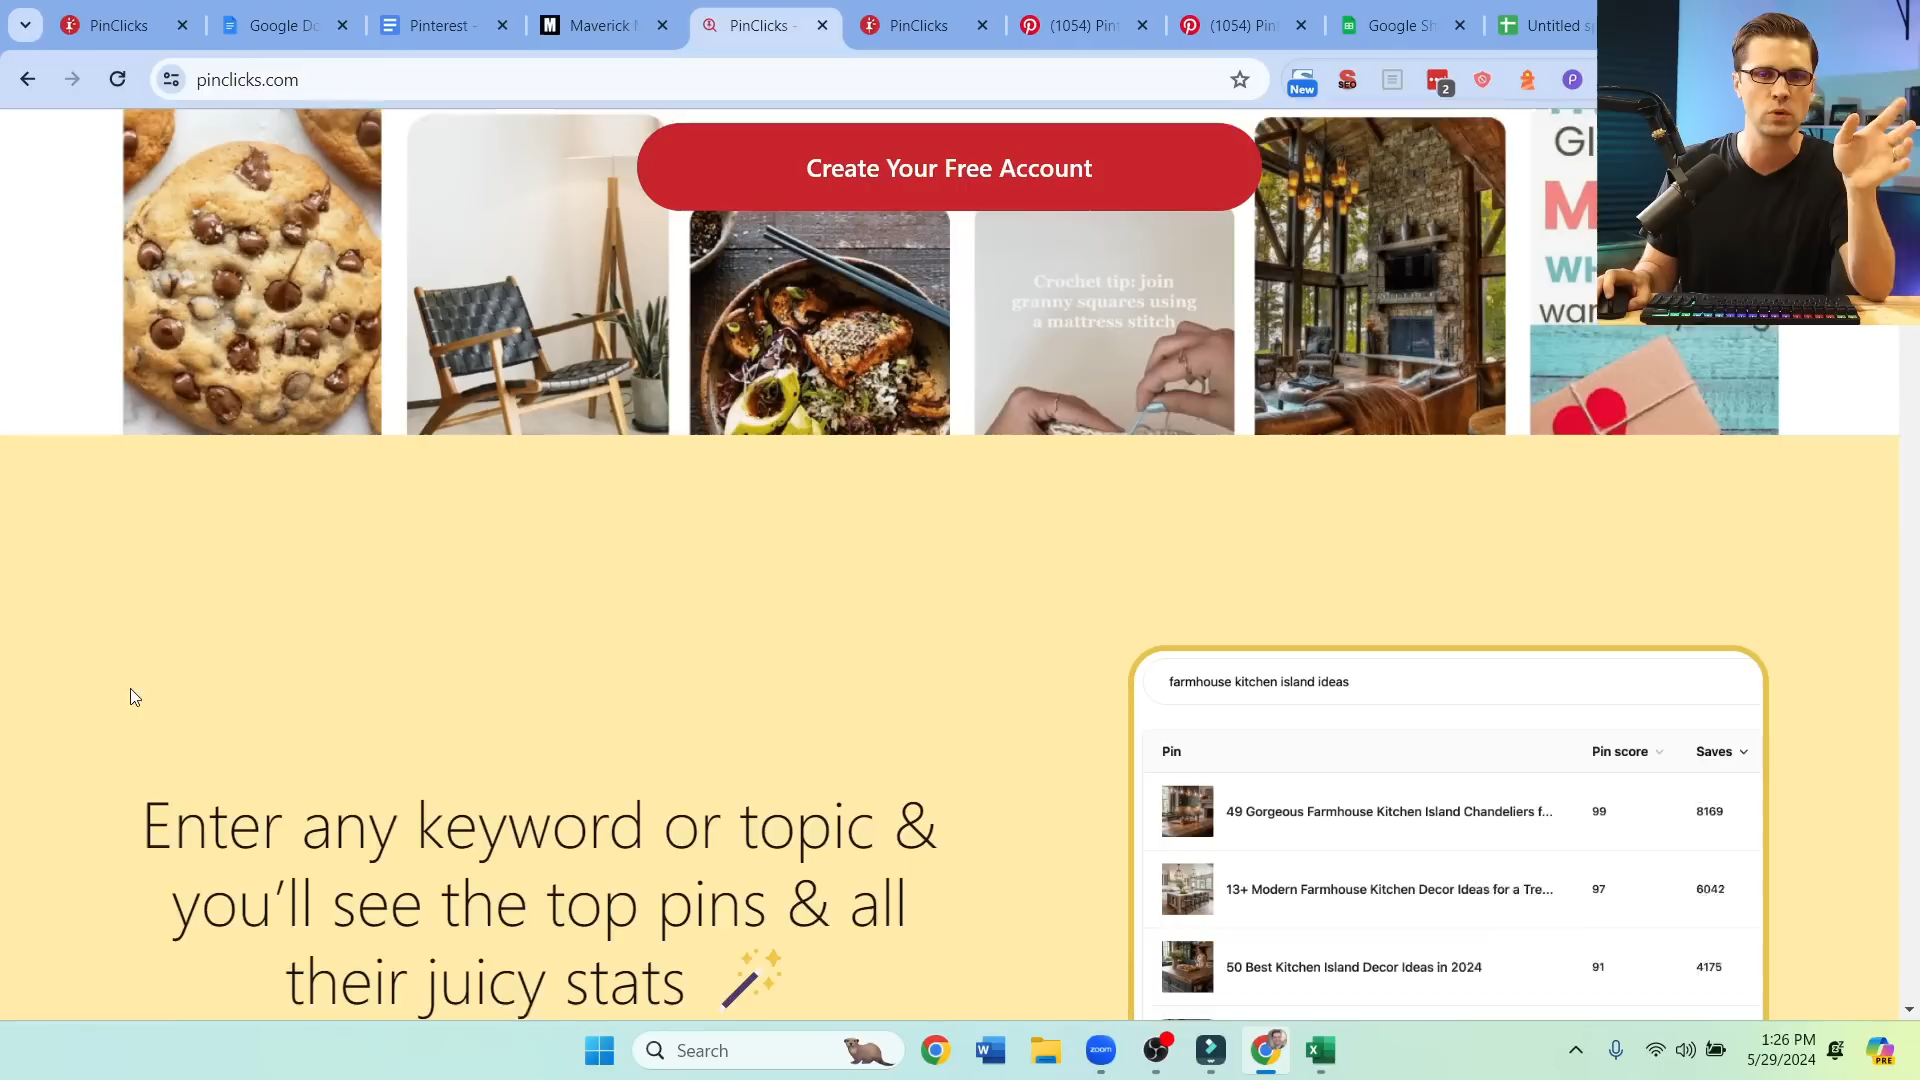 PinClicks
Google Do
Pinterest -
Maverick
PinClicks -
PinClicks
(1054) Pin
(1054) Pin
Google Sh
Untitled s
pinclicks.com
New
SEO
2
P
Create Your Free Account
Crochet tip: join
granny squares using
a mattress stitch
GI
M
WH
war
farmhouse kitchen island ideas
Pin Pin score Saves
49 Gorgeous Farmhouse Kitchen Island Chandeliers f... 99 8169
13+ Modern Farmhouse Kitchen Decor Ideas for a Tre... 97 6042
50 Best Kitchen Island Decor Ideas in 2024 91 4175
Enter any keyword or topic &
you’ll see the top pins & all
their juicy stats
Search
zoom
1:26 PM
5/29/2024
PRE